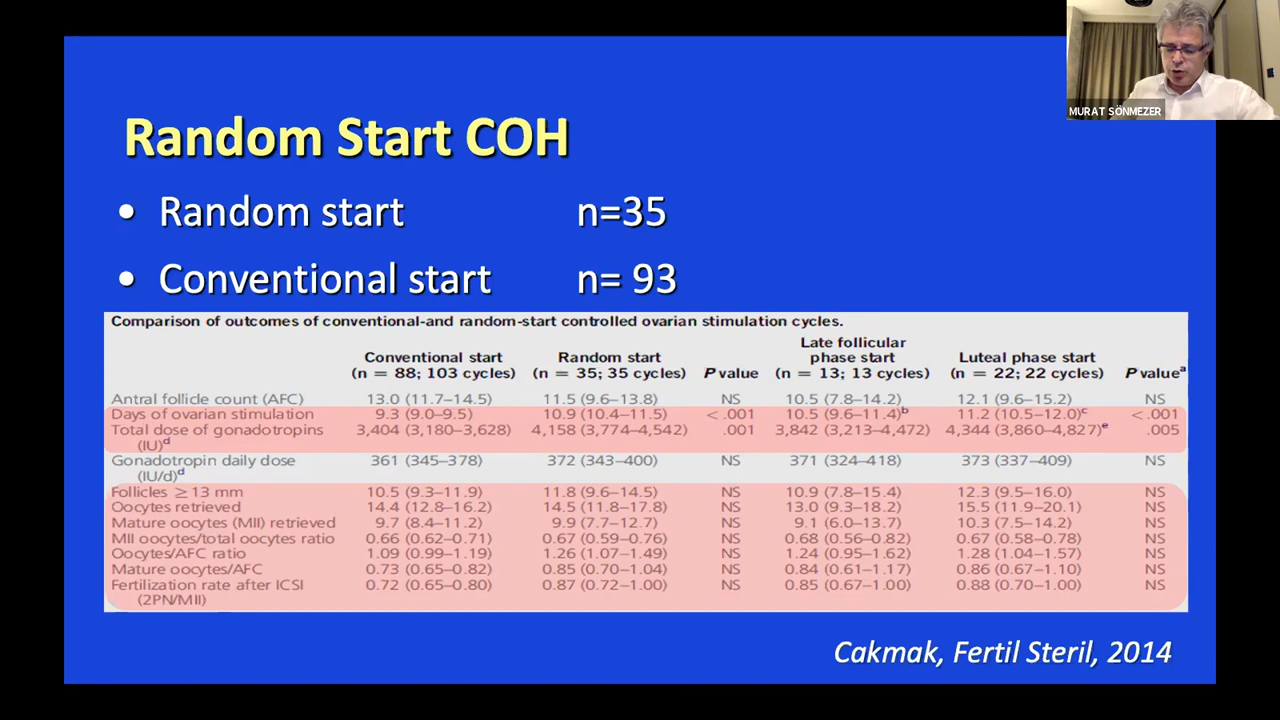 MURAT SÖNMEZER
Random Start COH
• Random start n=35
• Conventional start n= 93
Comparison of outcomes of conventional-and random-start controlled ovarian stimulation cycles.
Conventional start (n = 88; 103 cycles) Random start (n = 35; 35 cycles) P value Late follicular phase start (n = 13; 13 cycles) Luteal phase start (n = 22; 22 cycles) P valueᵃ
Antral follicle count (AFC) 13.0 (11.7–14.5) 11.5 (9.6–13.8) NS 10.5 (7.8–14.2) 12.1 (9.6–15.2) NS
Days of ovarian stimulation 9.3 (9.0–9.5) 10.9 (10.4–11.5) <.001 10.5 (9.6–11.4)ᵇ 11.2 (10.5–12.0)ᶜ <.001
Total dose of gonadotropins 3,404 (3,180–3,628) 4,158 (3,774–4,542) .001 3,842 (3,213–4,472) 4,344 (3,860–4,827)ᵉ .005
(IU)ᵈ
Gonadotropin daily dose 361 (345–378) 372 (343–400) NS 371 (324–418) 373 (337–409) NS
(IU/d)ᵈ
Follicles ≥ 13 mm 10.5 (9.3–11.9) 11.8 (9.6–14.5) NS 10.9 (7.8–15.4) 12.3 (9.5–16.0) NS
Oocytes retrieved 14.4 (12.8–16.2) 14.5 (11.8–17.8) NS 13.0 (9.3–18.2) 15.5 (11.9–20.1) NS
Mature oocytes (MII) retrieved 9.7 (8.4–11.2) 9.9 (7.7–12.7) NS 9.1 (6.0–13.7) 10.3 (7.5–14.2) NS
MII oocytes/total oocytes ratio 0.66 (0.62–0.71) 0.67 (0.59–0.76) NS 0.68 (0.56–0.82) 0.67 (0.58–0.78) NS
Oocytes/AFC ratio 1.09 (0.99–1.19) 1.26 (1.07–1.49) NS 1.24 (0.95–1.62) 1.28 (1.04–1.57) NS
Mature oocytes/AFC 0.73 (0.65–0.82) 0.85 (0.70–1.04) NS 0.84 (0.61–1.17) 0.86 (0.67–1.10) NS
Fertilization rate after ICSI 0.72 (0.65–0.80) 0.87 (0.72–1.00) NS 0.85 (0.67–1.00) 0.88 (0.70–1.00) NS
(2PN/MII)
Cakmak, Fertil Steril, 2014